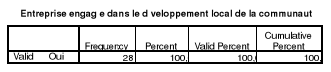 Entreprise engag e dans le d veloppement local de la communaut
Cumulative
Frequency Percent Valid Percent Percent
Valid Oui 28 100, 100, 100,